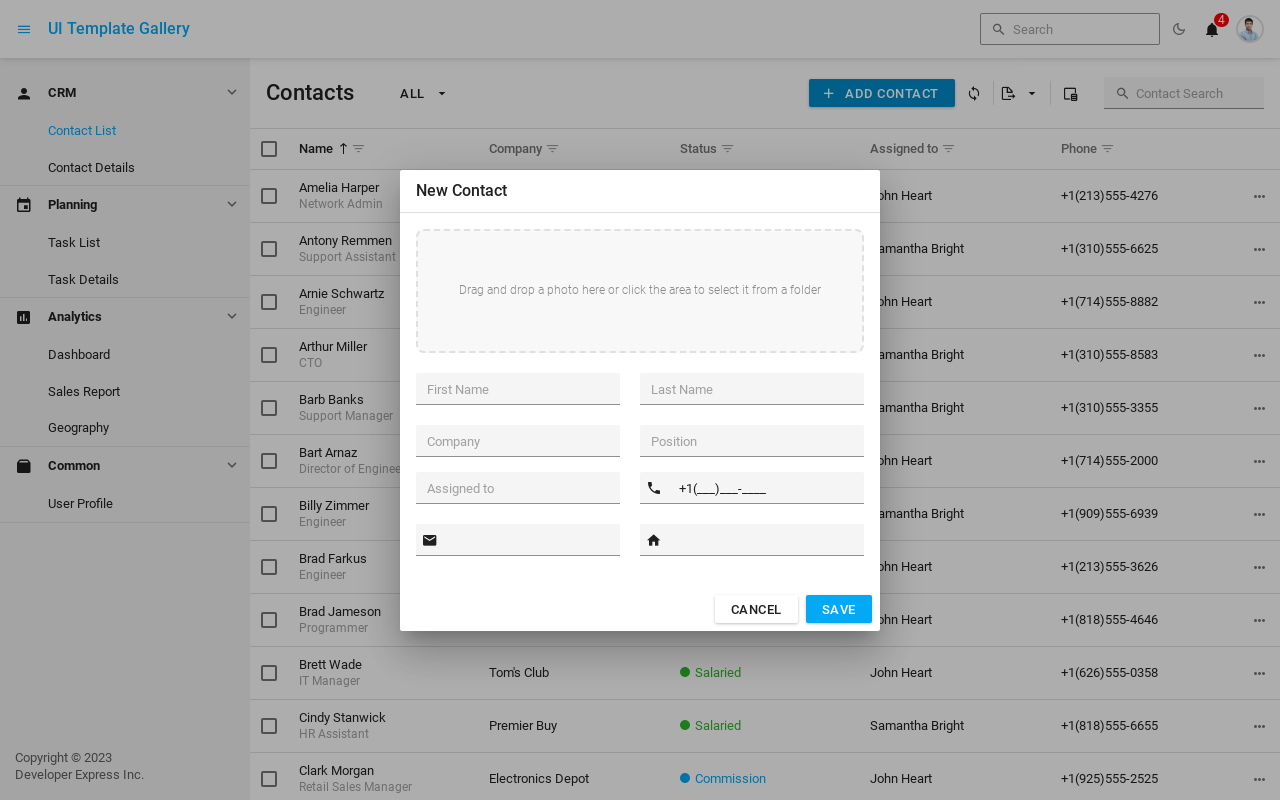 UI Template Gallery
Search
4
CRM
Contact List
Contact Details
Planning
Task List
Task Details
Analytics
Dashboard
Sales Report
Geography
Common
User Profile
Copyright © 2023
Developer Express Inc.
Contacts
ALL
ADD CONTACT
Contact Search
Name Company Status Assigned to Phone
Amelia Harper
Network Admin
John Heart
+1(213)555-4276
Antony Remmen
Support Assistant
Samantha Bright
+1(310)555-6625
Arnie Schwartz
Engineer
John Heart
+1(714)555-8882
Arthur Miller
CTO
Samantha Bright
+1(310)555-8583
Barb Banks
Support Manager
Samantha Bright
+1(310)555-3355
Bart Arnaz
Director of Enginee
John Heart
+1(714)555-2000
Billy Zimmer
Engineer
Samantha Bright
+1(909)555-6939
Brad Farkus
Engineer
John Heart
+1(213)555-3626
Brad Jameson
Programmer
John Heart
+1(818)555-4646
Brett Wade
IT Manager
Tom's Club
Salaried
John Heart
+1(626)555-0358
Cindy Stanwick
HR Assistant
Premier Buy
Salaried
Samantha Bright
+1(818)555-6655
Clark Morgan
Retail Sales Manager
Electronics Depot
Commission
John Heart
+1(925)555-2525
New Contact
Drag and drop a photo here or click the area to select it from a folder
First Name
Last Name
Company
Position
Assigned to
+1(___)___-____
CANCEL
SAVE